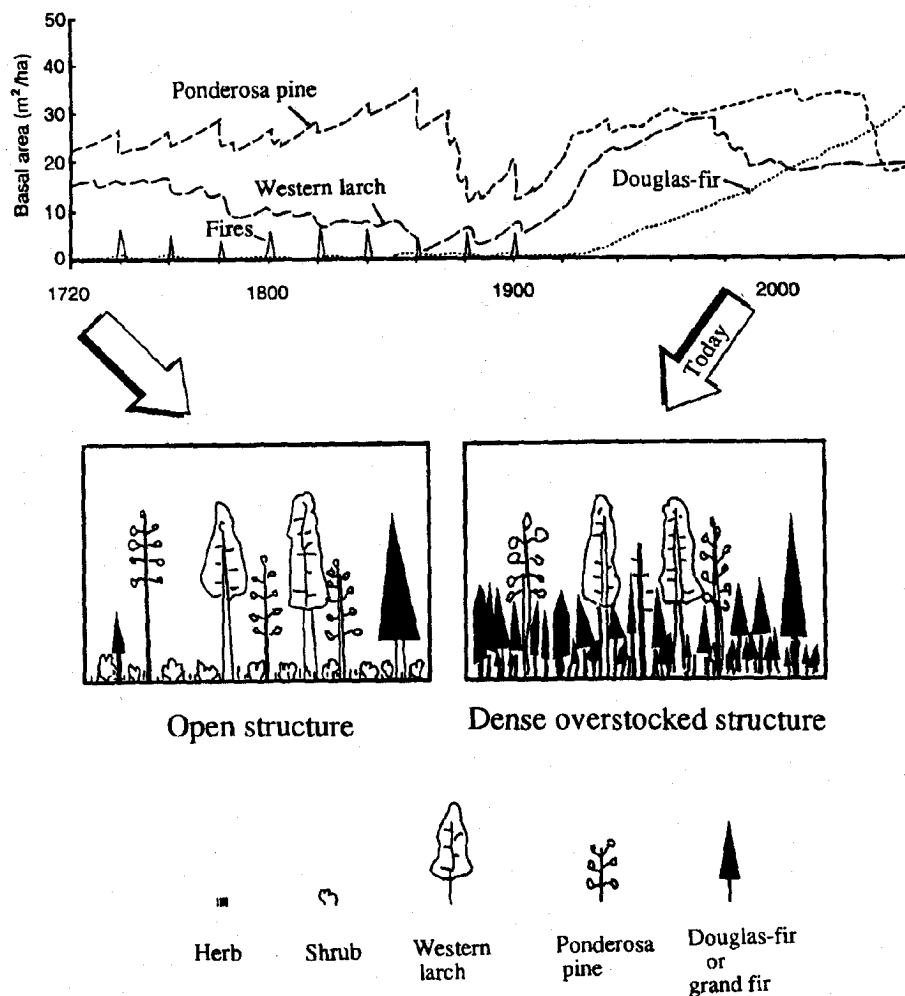 50
40
30
20
10
0
Basal area (m²/ha)
Ponderosa pine
Western larch
Fires
Douglas-fir
1720
1800
1900
2000
Today
Open structure
Dense overstocked structure
Herb
Shrub
Western
larch
Ponderosa
pine
Douglas-fir
or
grand fir